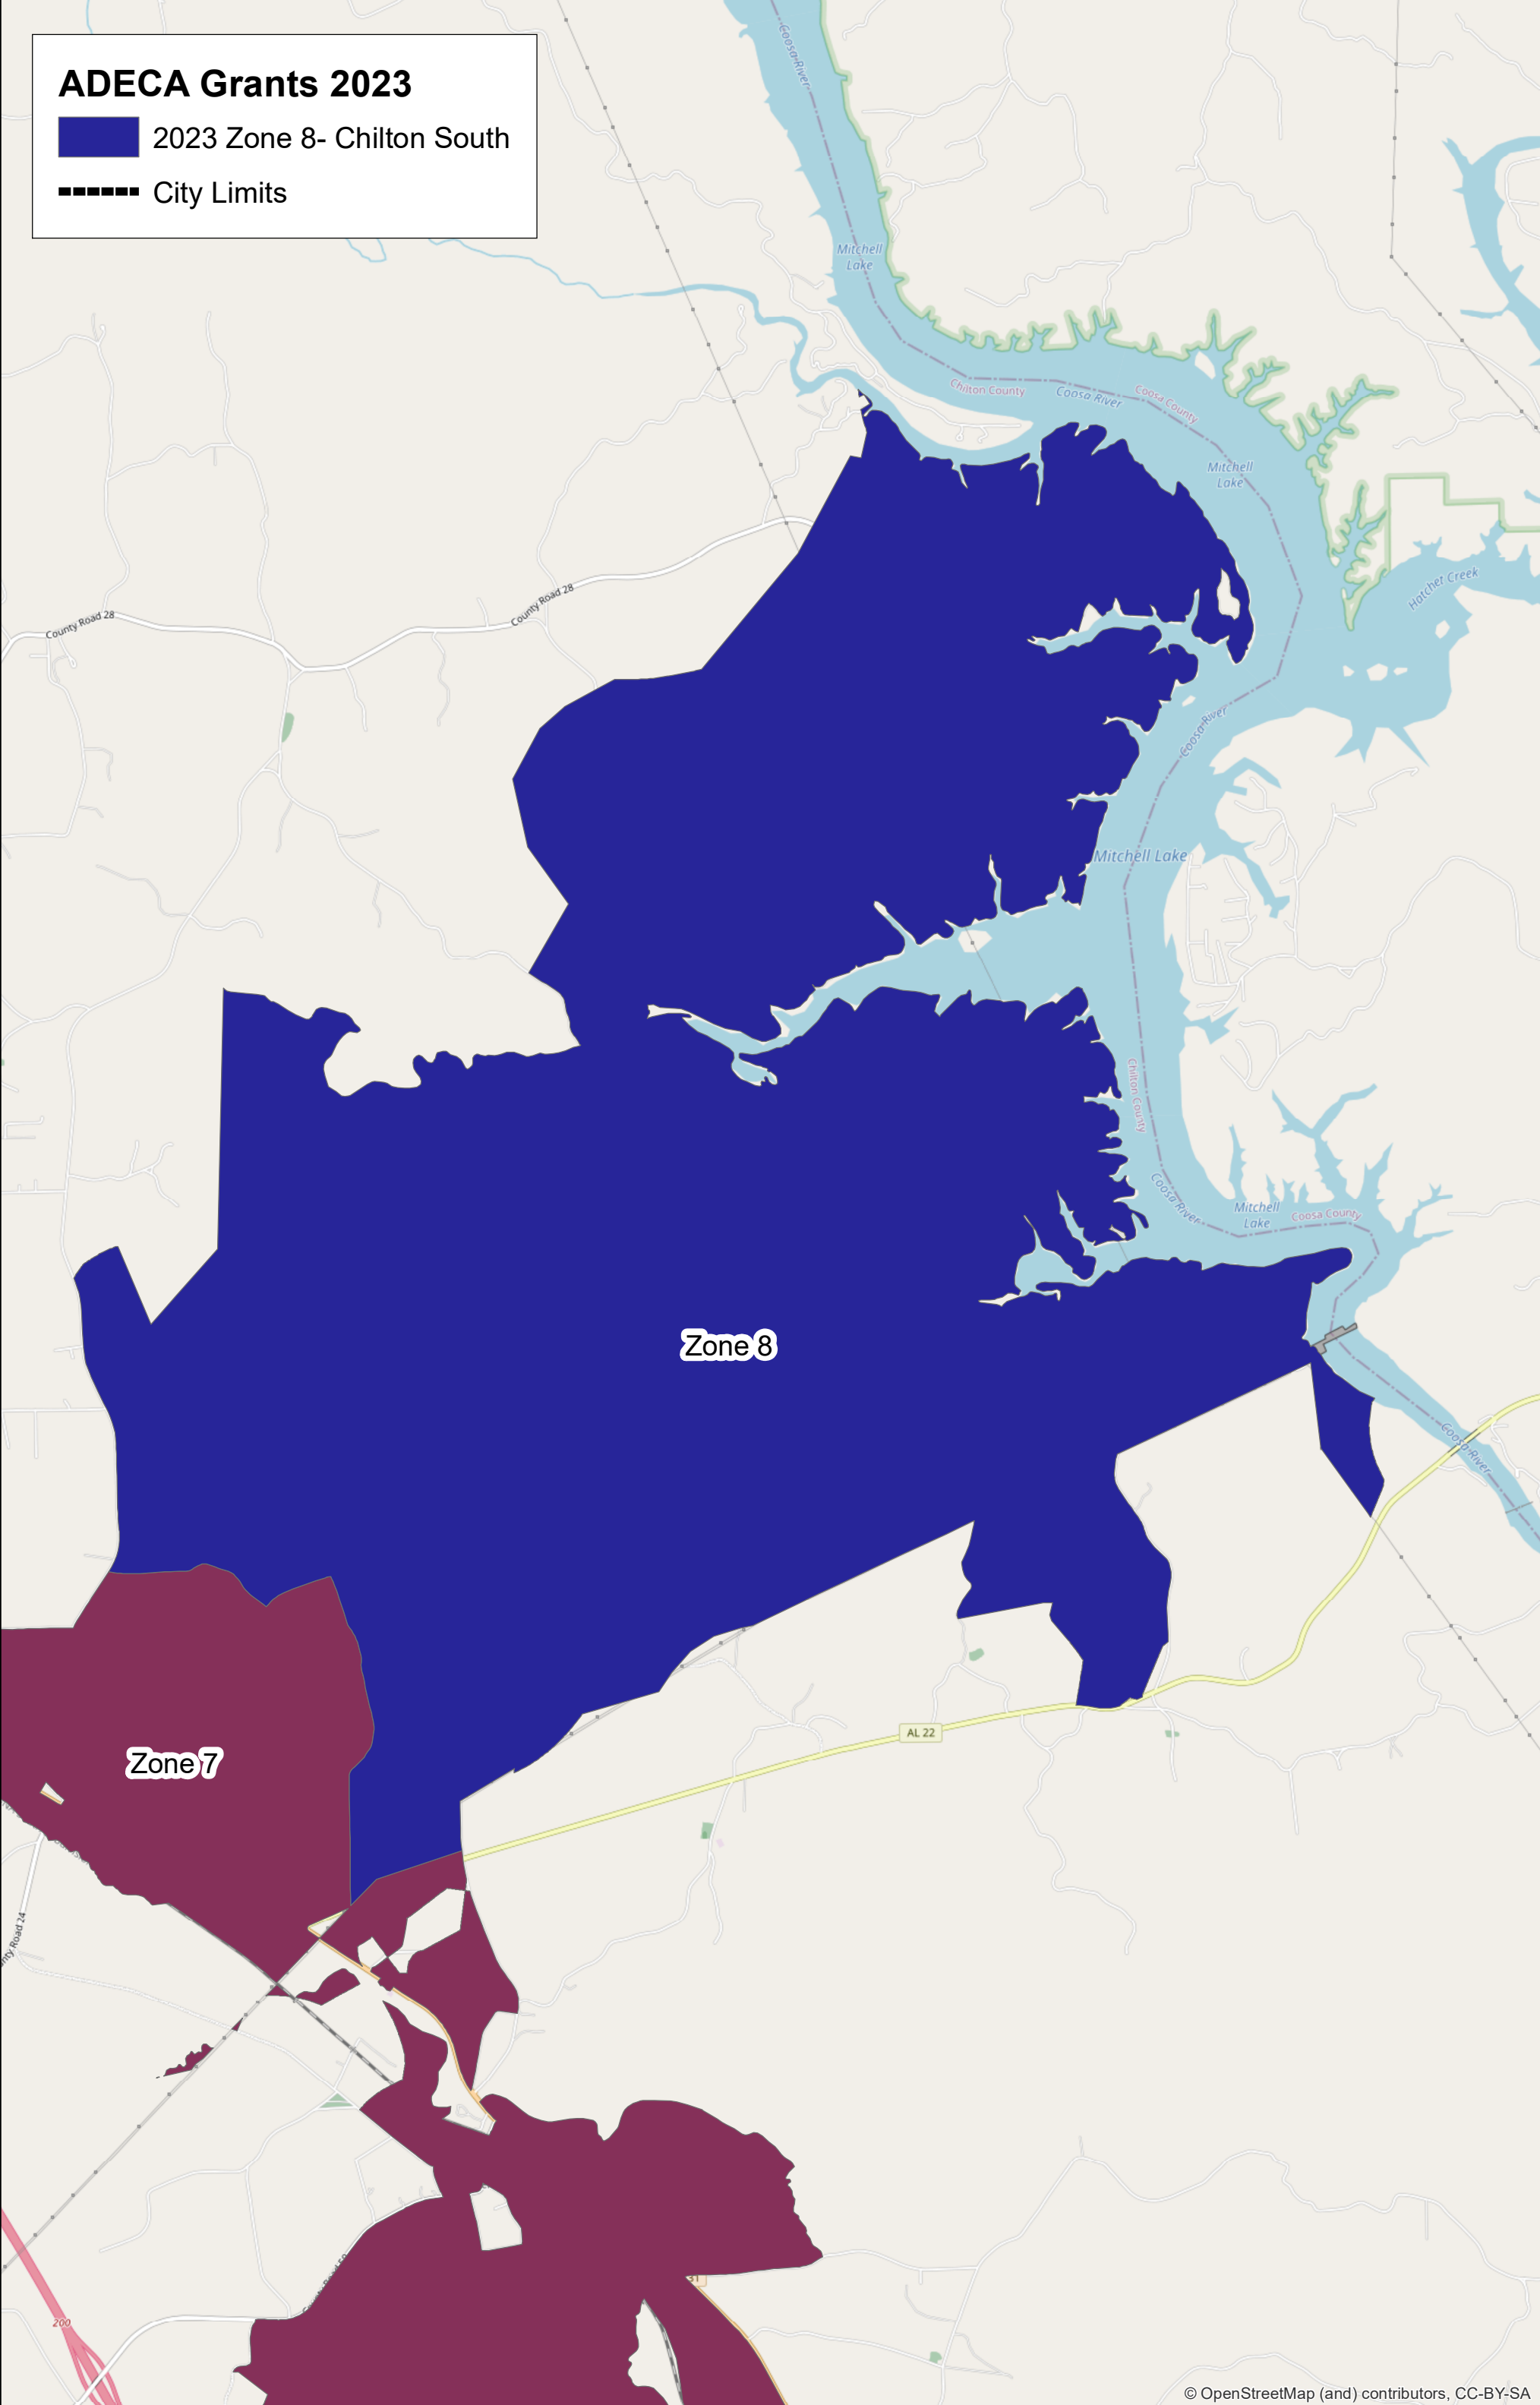 ADECA Grants 2023
2023 Zone 8- Chilton South
City Limits
Coosa River
Mitchell
Lake
Chilton County
Coosa River
Coosa County
Mitchell
Lake
Hatchet Creek
County Road 28
County Road 28
Coosa River
Mitchell Lake
Chilton County
Coosa River
Mitchell
Lake
Coosa County
Zone 8
Coosa River
AL 22
Zone 7
nty Road 24
31
200
© OpenStreetMap (and) contributors, CC-BY-SA